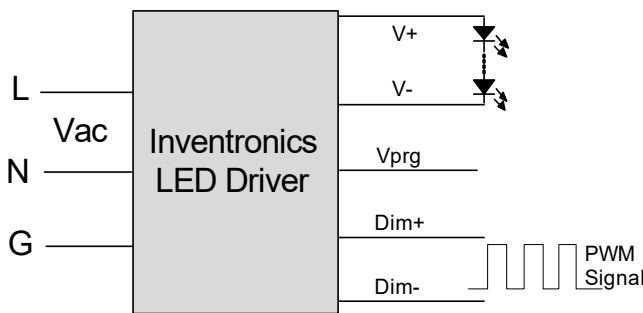 L
Vac
N
G
Inventronics
LED Driver
V+
V-
Vprg
Dim+
Dim-
PWM
Signal